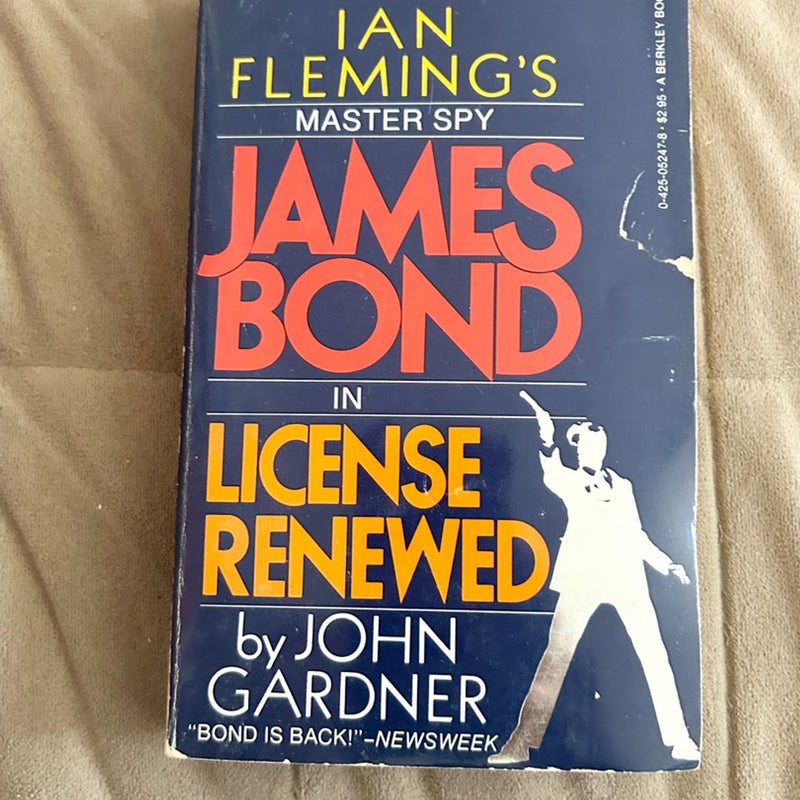 IAN
FLEMING'S
MASTER SPY
JAMES
BOND
IN
LICENSE
RENEWED
by JOHN
GARDNER
"BOND IS BACK!"–NEWSWEEK
0-425-05247-8 • $2.95 • A BERKLEY